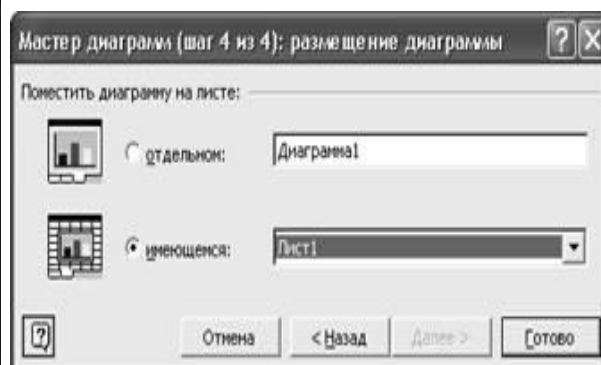 Мастер диаграмм (шаг 4 из 4): размещение диаграммы
Поместить диаграмму на листе:
отдельном: Диаграмма1
имеющемся: Лист1
Отмена < Назад Далее > Готово